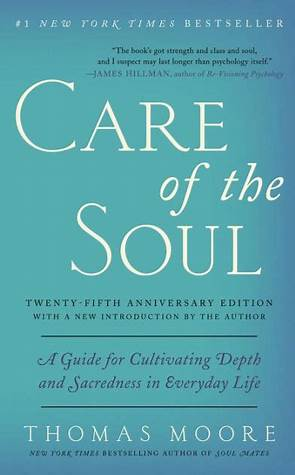 #1 NEW YORK TIMES BESTSELLER
"The book's got strength and class and soul,
and I suspect may last longer than psychology itself."
—JAMES HILLMAN, author of Re-Visioning Psychology
CARE
of the
SOUL
TWENTY-FIFTH ANNIVERSARY EDITION
WITH A NEW INTRODUCTION BY THE AUTHOR
A Guide for Cultivating Depth
and Sacredness in Everyday Life
THOMAS MOORE
NEW YORK TIMES BESTSELLING AUTHOR OF SOUL MATES